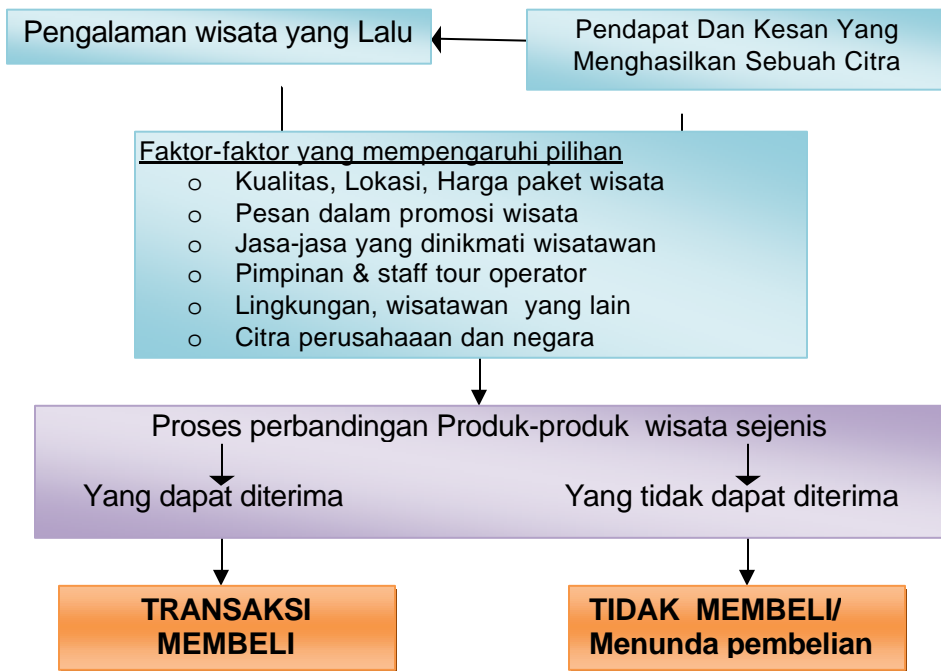 Pengalaman wisata yang Lalu
Pendapat Dan Kesan Yang
Menghasilkan Sebuah Citra
Faktor-faktor yang mempengaruhi pilihan
o Kualitas, Lokasi, Harga paket wisata
o Pesan dalam promosi wisata
o Jasa-jasa yang dinikmati wisatawan
o Pimpinan & staff tour operator
o Lingkungan, wisatawan yang lain
o Citra perusahaaan dan negara
Proses perbandingan Produk-produk wisata sejenis
Yang dapat diterima
Yang tidak dapat diterima
TRANSAKSI
MEMBELI
TIDAK MEMBELI/
Menunda pembelian